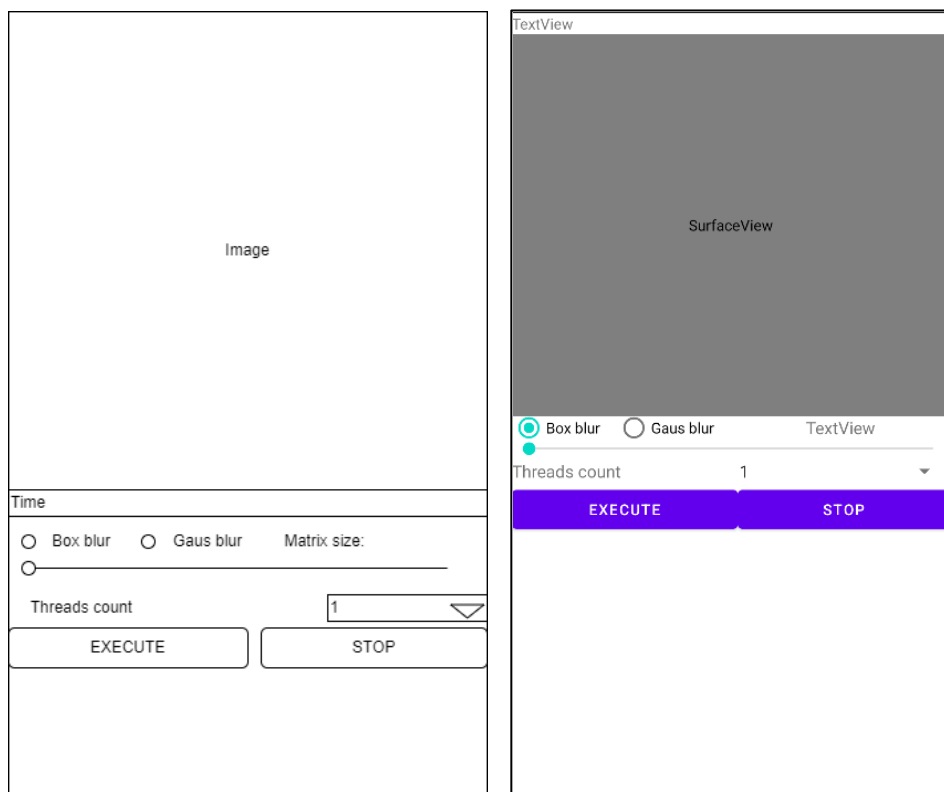 Image
Time
Box blur Gaus blur Matrix size:
Threads count 1
EXECUTE STOP
TextView
SurfaceView
Box blur Gaus blur TextView
Threads count 1
EXECUTE STOP